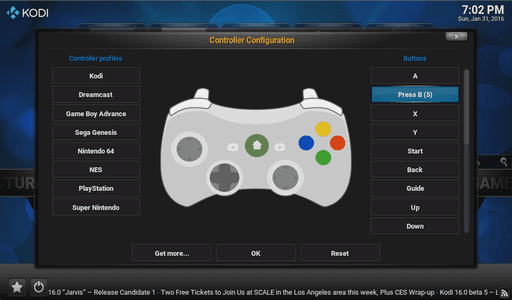 KODI
7:02 PM
Sun, Jan 31, 2016
Controller Configuration
x
Controller profiles
Kodi
Dreamcast
Game Boy Advance
Sega Genesis
Nintendo 64
NES
PlayStation
Super Nintendo
Buttons
A
Press B (5)
X
Y
Start
Back
Guide
Up
Down
Get more...
OK
Reset
CTUR
GAME
16.0 "Jarvis" – Release Candidate 1 · Two Free Tickets to Join Us at SCALE in the Los Angeles area this week, Plus CES Wrap-up · Kodi 16.0 beta 5 –